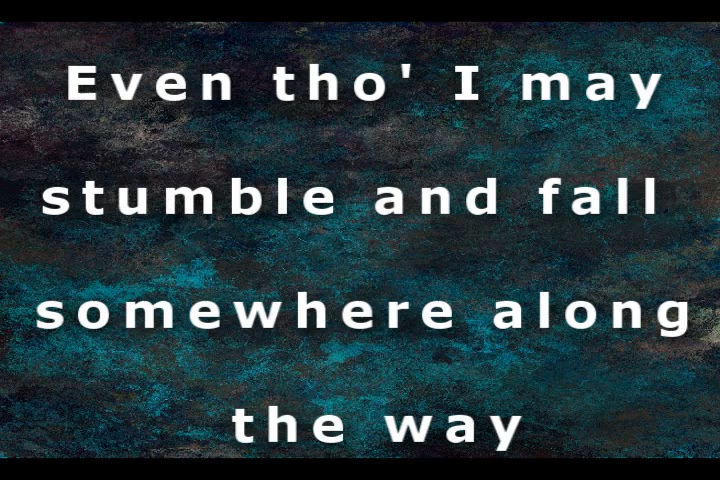 Even tho' I may
stumble and fall
somewhere along
the way